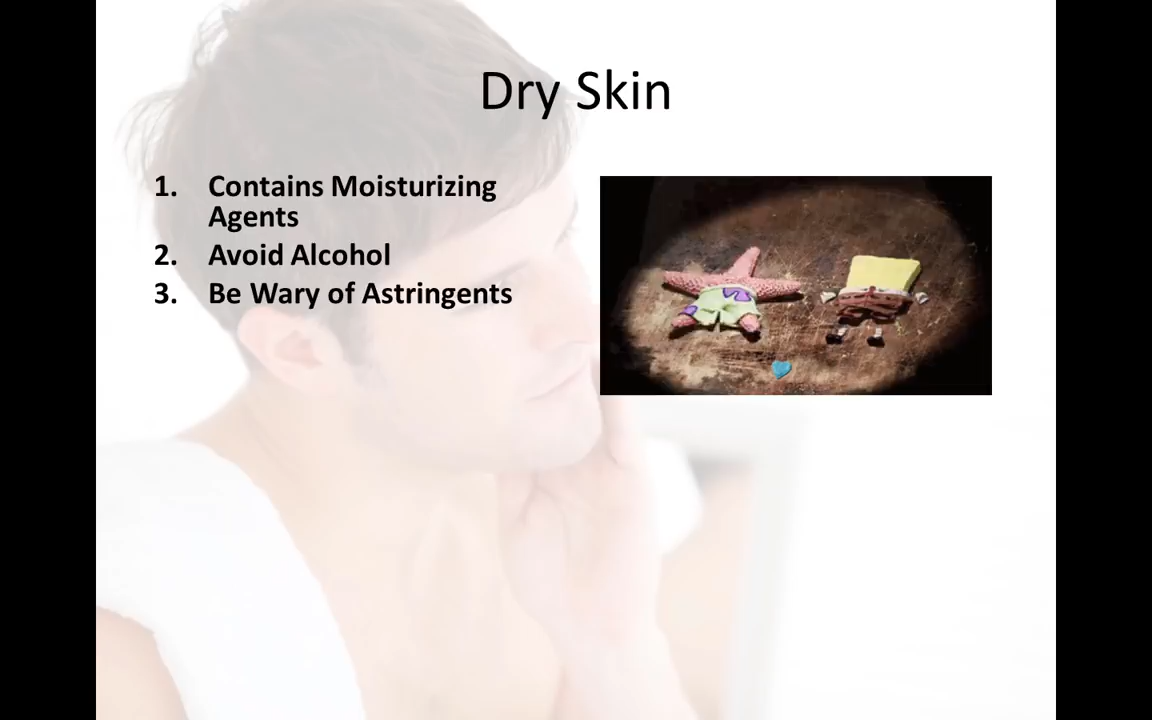 Dry Skin
1. Contains Moisturizing
Agents
2. Avoid Alcohol
3. Be Wary of Astringents